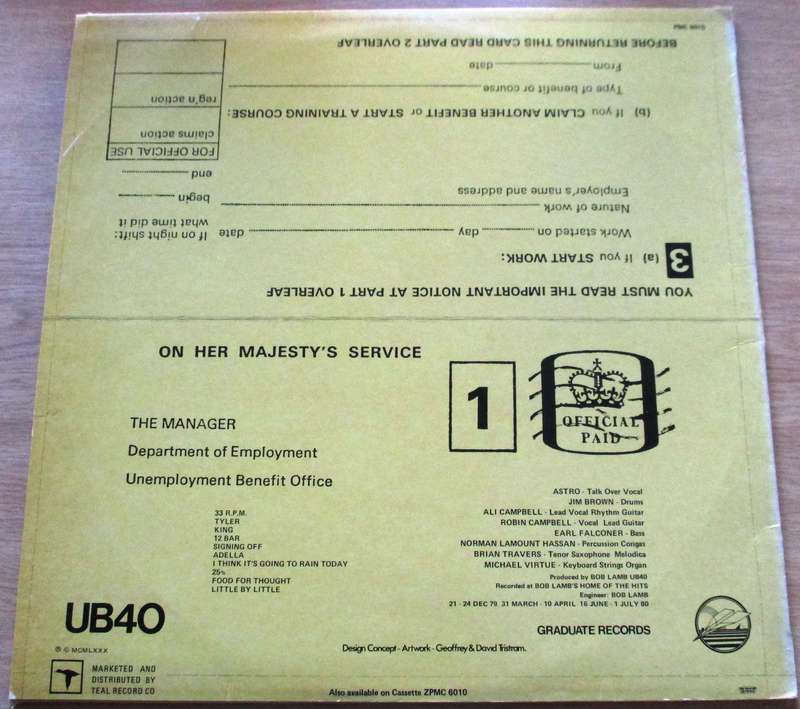 YOU MUST READ THE IMPORTANT NOTICE AT PART 1 OVERLEAF
3 (a) If you START WORK:
Work started on day date
If on night shift:
what time did it
Nature of work
begin
Employer's name and address
end
FOR OFFICIAL USE
claims action
(b) If you CLAIM ANOTHER BENEFIT or START A TRAINING COURSE:
reg'n action
Type of benefit or course
From date
BEFORE RETURNING THIS CARD READ PART 2 OVERLEAF
ON HER MAJESTY'S SERVICE
1
OFFICIAL
PAID
THE MANAGER
Department of Employment
Unemployment Benefit Office
33 R.P.M.
TYLER
KING
12 BAR
SIGNING OFF
ADELLA
I THINK IT'S GOING TO RAIN TODAY
25%
FOOD FOR THOUGHT
LITTLE BY LITTLE
ASTRO - Talk Over Vocal
JIM BROWN - Drums
ALI CAMPBELL - Lead Vocal Rhythm Guitar
ROBIN CAMPBELL - Vocal Lead Guitar
EARL FALCONER - Bass
NORMAN LAMOUNT HASSAN - Percussion Congas
BRIAN TRAVERS - Tenor Saxophone Melodica
MICHAEL VIRTUE - Keyboard Strings Organ
Produced by BOB LAMB UB40
Recorded at BOB LAMB'S HOME OF THE HITS
Engineer: BOB LAMB
21 - 24 DEC 79 31 MARCH - 10 APRIL 16 JUNE - 1 JULY 80
UB40
GRADUATE RECORDS
℗ © MCMLXXX
Design Concept - Artwork - Geoffrey & David Tristram.
MARKETED AND
DISTRIBUTED BY
TEAL RECORD CO
Also available on Cassette ZPMC 6010